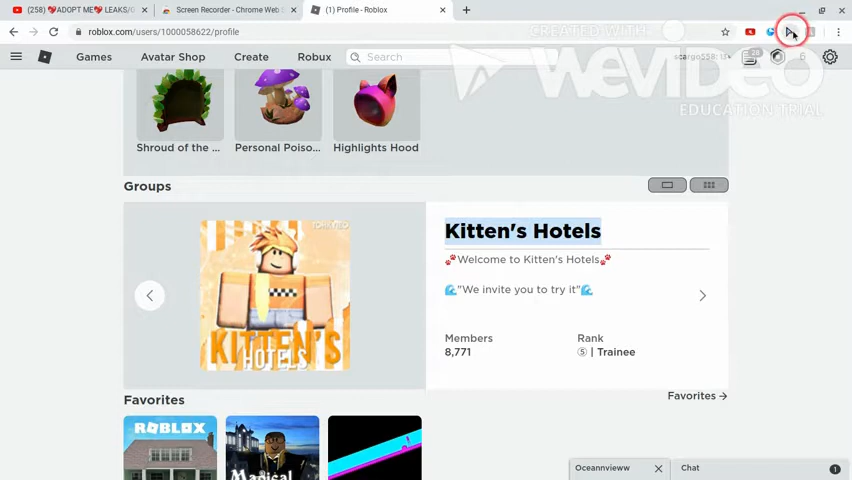 (258) 💖ADOPT ME💖 LEAKS/G
Screen Recorder - Chrome Web S
(1) Profile - Roblox
roblox.com/users/1000058622/profile
CREATED WITH
WeVideo
EDUCATION TRIAL
Games
Avatar Shop
Create
Robux
Search
28
6
Shroud of the ...
Personal Poiso...
Highlights Hood
Groups
KITTEN'S
HOTELS
Kitten's Hotels
🐾Welcome to Kitten's Hotels🐾
🌊"We invite you to try it"🌊
Members
8,771
Rank
⑤ | Trainee
Favorites
Favorites →
ROBLOX
Magical
Oceannvieww
Chat
1